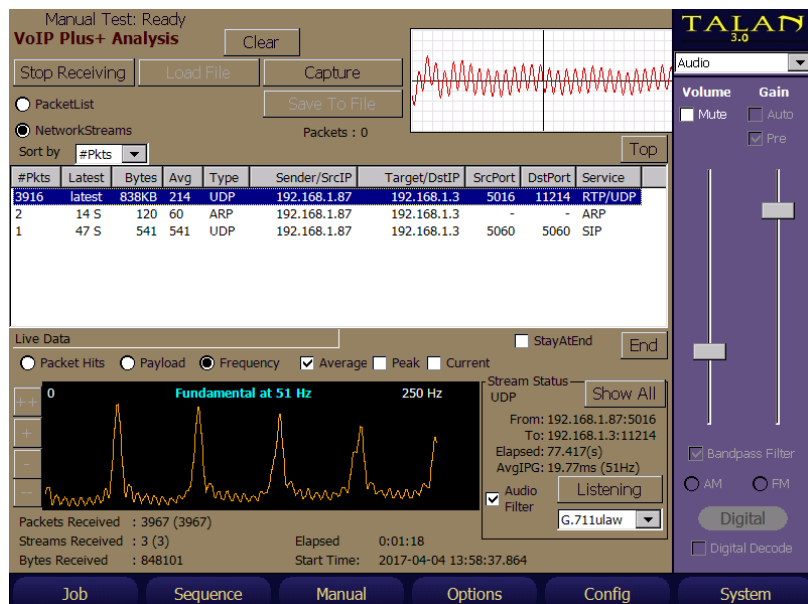 Manual Test: Ready
VoIP Plus+ Analysis
Clear
Stop Receiving Load File Capture
PacketList
Save To File
NetworkStreams
Packets : 0
Sort by #Pkts
Top
#Pkts Latest Bytes Avg Type Sender/SrcIP Target/DstIP SrcPort DstPort Service
3916 latest 838KB 214 UDP 192.168.1.87 192.168.1.3 5016 11214 RTP/UDP
2 14 S 120 60 ARP 192.168.1.87 192.168.1.3 - - ARP
1 47 S 541 541 UDP 192.168.1.87 192.168.1.3 5060 5060 SIP
Live Data
StayAtEnd
End
Packet Hits Payload Frequency Average Peak Current
++
+
-
--
0 Fundamental at 51 Hz 250 Hz
Stream Status
UDP
Show All
From: 192.168.1.87:5016
To: 192.168.1.3:11214
Elapsed: 77.417(s)
AvgIPG: 19.77ms (51Hz)
Audio Filter
Listening
G.711ulaw
Packets Received : 3967 (3967)
Streams Received : 3 (3) Elapsed 0:01:18
Bytes Received : 848101 Start Time: 2017-04-04 13:58:37.864
TALAN
3.0
Audio
Volume Gain
Mute Auto
Pre
Bandpass Filter
AM FM
Digital
Digital Decode
Job Sequence Manual Options Config System